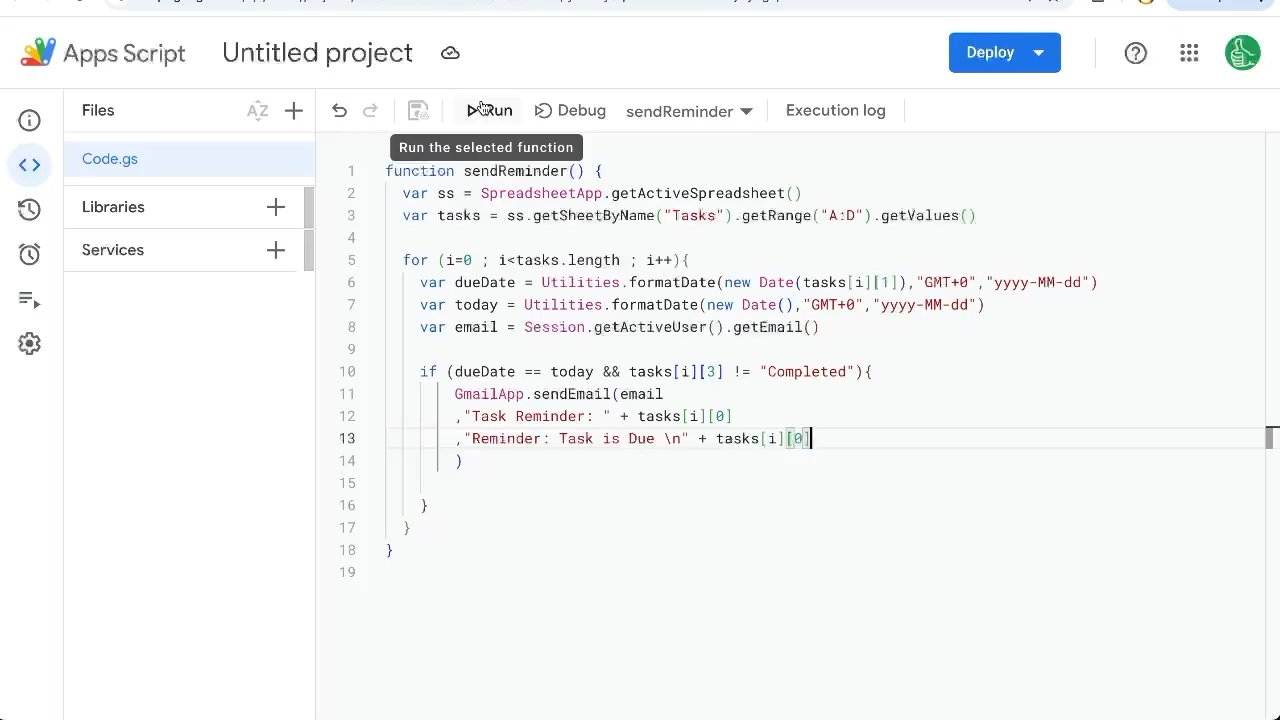 Apps Script
Untitled project
Deploy
Files
AZ
Run
Debug
sendReminder
Execution log
Run the selected function
Code.gs
Libraries
Services
1 function sendReminder() {
2 var ss = SpreadsheetApp.getActiveSpreadsheet()
3 var tasks = ss.getSheetByName("Tasks").getRange("A:D").getValues()
4
5 for (i=0 ; i<tasks.length ; i++){
6 var dueDate = Utilities.formatDate(new Date(tasks[i][1]),"GMT+0","yyyy-MM-dd")
7 var today = Utilities.formatDate(new Date(),"GMT+0","yyyy-MM-dd")
8 var email = Session.getActiveUser().getEmail()
9
10 if (dueDate == today && tasks[i][3] != "Completed"){
11 GmailApp.sendEmail(email
12 ,"Task Reminder: " + tasks[i][0]
13 ,"Reminder: Task is Due \n" + tasks[i][0]
14 )
15
16 }
17 }
18 }
19